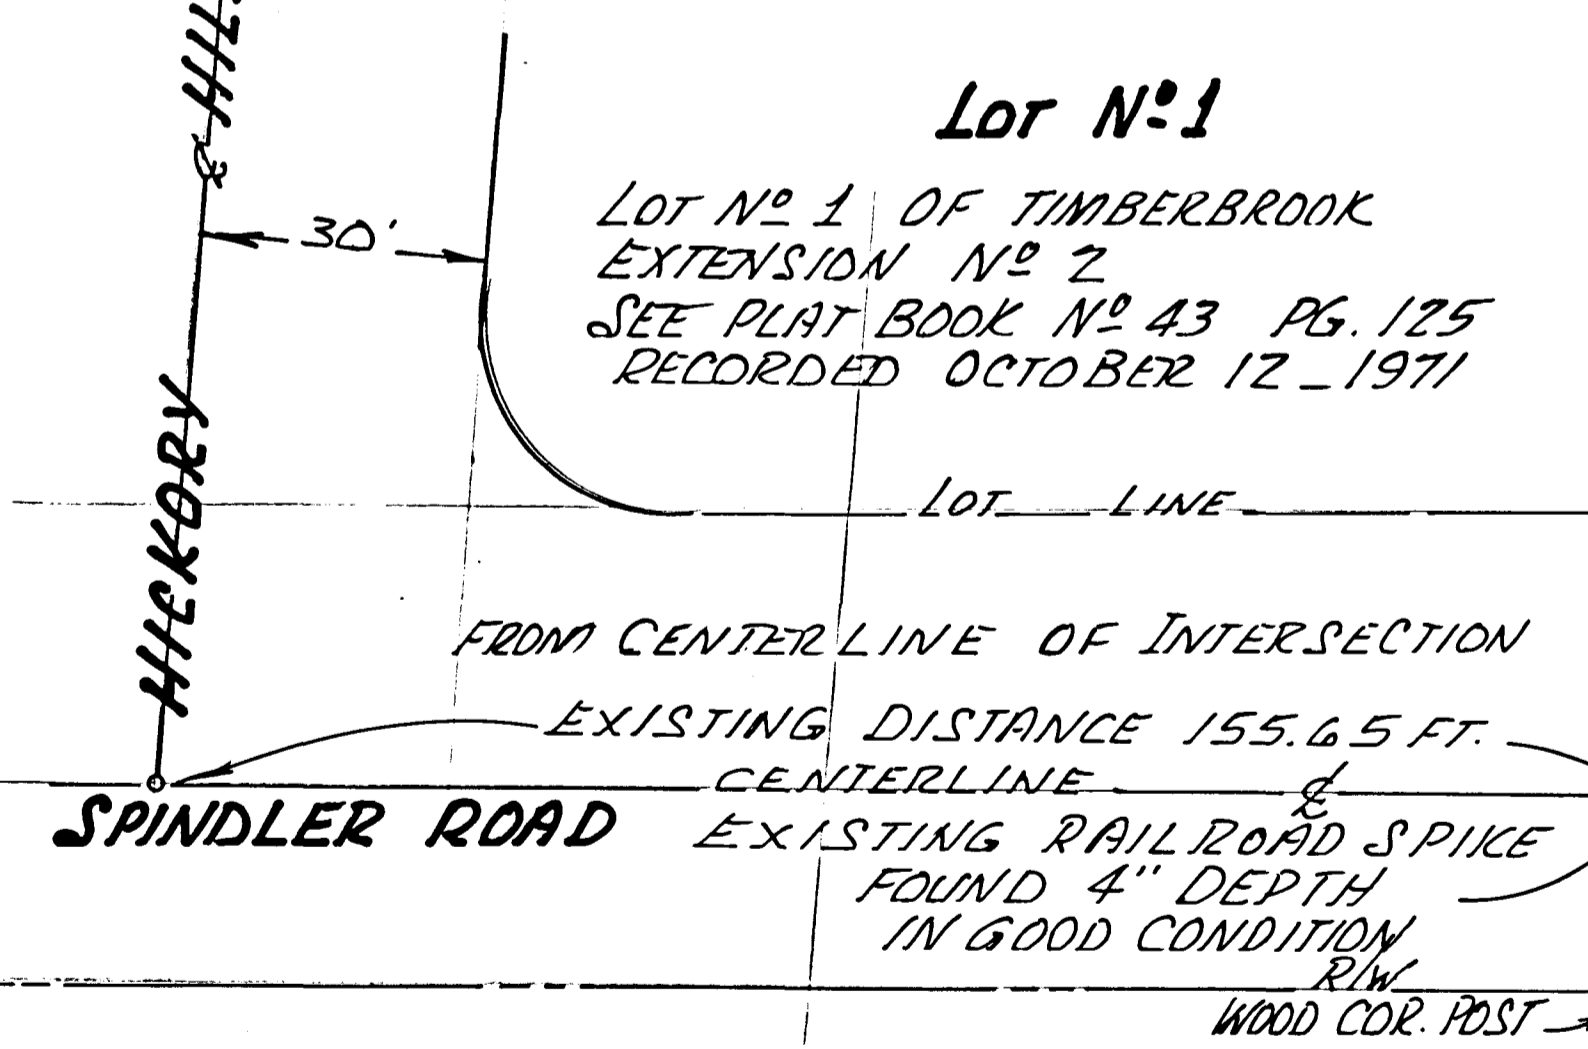 LOT Nº 1
LOT Nº 1 OF TIMBERBROOK
EXTENSION Nº 2
SEE PLAT BOOK Nº 43 PG. 125
RECORDED OCTOBER 12 _ 1971
30'
HICKORY
LOT LINE
FROM CENTERLINE OF INTERSECTION
EXISTING DISTANCE 155.65 FT.
CENTERLINE ℄
SPINDLER ROAD
EXISTING RAILROAD SPIKE
FOUND 4" DEPTH
IN GOOD CONDITION
R/W
WOOD COR. POST